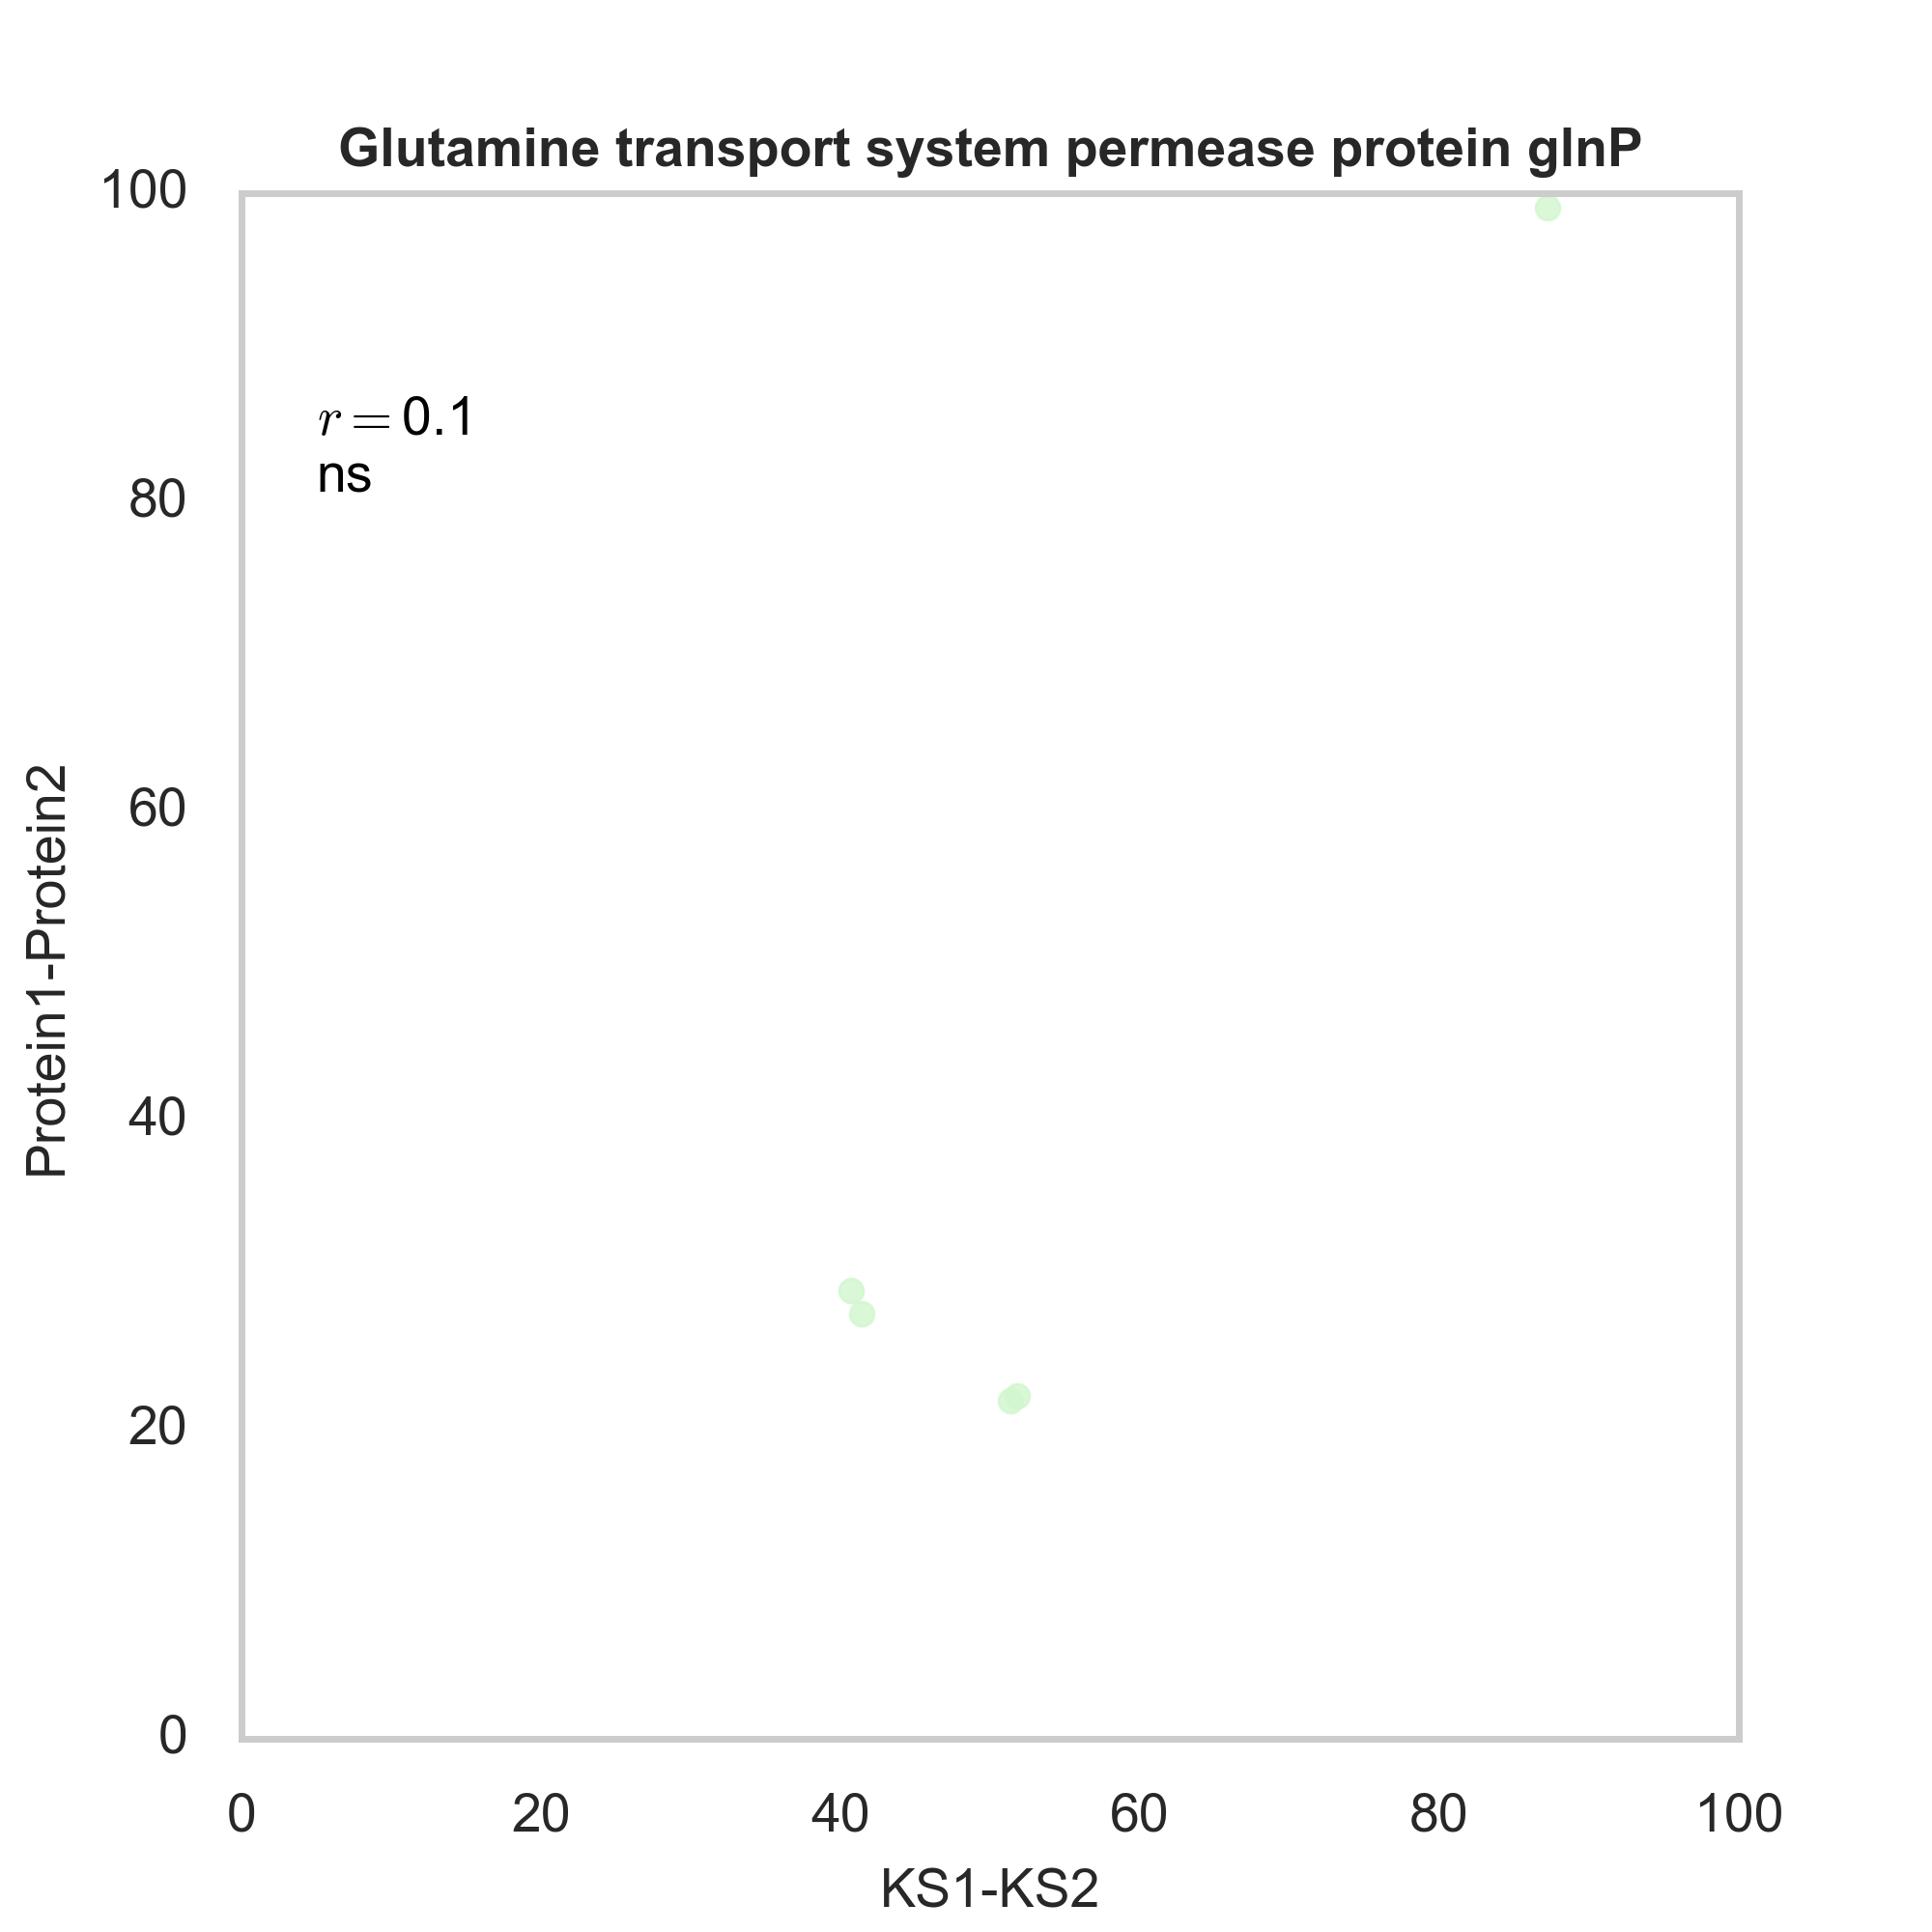 Glutamine transport system permease protein glnP
100
r = 0.1
ns
80
60
40
20
0
Protein1-Protein2
0 20 40 60 80 100
KS1-KS2